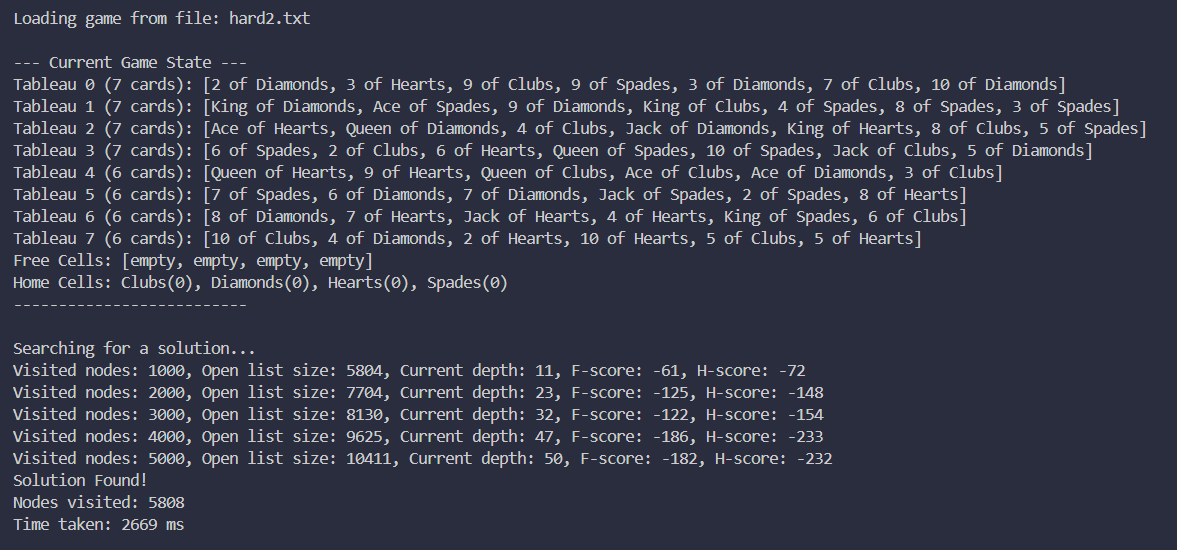 Loading game from file: hard2.txt
--- Current Game State ---
Tableau 0 (7 cards): [2 of Diamonds, 3 of Hearts, 9 of Clubs, 9 of Spades, 3 of Diamonds, 7 of Clubs, 10 of Diamonds]
Tableau 1 (7 cards): [King of Diamonds, Ace of Spades, 9 of Diamonds, King of Clubs, 4 of Spades, 8 of Spades, 3 of Spades]
Tableau 2 (7 cards): [Ace of Hearts, Queen of Diamonds, 4 of Clubs, Jack of Diamonds, King of Hearts, 8 of Clubs, 5 of Spades]
Tableau 3 (7 cards): [6 of Spades, 2 of Clubs, 6 of Hearts, Queen of Spades, 10 of Spades, Jack of Clubs, 5 of Diamonds]
Tableau 4 (6 cards): [Queen of Hearts, 9 of Hearts, Queen of Clubs, Ace of Clubs, Ace of Diamonds, 3 of Clubs]
Tableau 5 (6 cards): [7 of Spades, 6 of Diamonds, 7 of Diamonds, Jack of Spades, 2 of Spades, 8 of Hearts]
Tableau 6 (6 cards): [8 of Diamonds, 7 of Hearts, Jack of Hearts, 4 of Hearts, King of Spades, 6 of Clubs]
Tableau 7 (6 cards): [10 of Clubs, 4 of Diamonds, 2 of Hearts, 10 of Hearts, 5 of Clubs, 5 of Hearts]
Free Cells: [empty, empty, empty, empty]
Home Cells: Clubs(0), Diamonds(0), Hearts(0), Spades(0)
--------------------------
Searching for a solution...
Visited nodes: 1000, Open list size: 5804, Current depth: 11, F-score: -61, H-score: -72
Visited nodes: 2000, Open list size: 7704, Current depth: 23, F-score: -125, H-score: -148
Visited nodes: 3000, Open list size: 8130, Current depth: 32, F-score: -122, H-score: -154
Visited nodes: 4000, Open list size: 9625, Current depth: 47, F-score: -186, H-score: -233
Visited nodes: 5000, Open list size: 10411, Current depth: 50, F-score: -182, H-score: -232
Solution Found!
Nodes visited: 5808
Time taken: 2669 ms